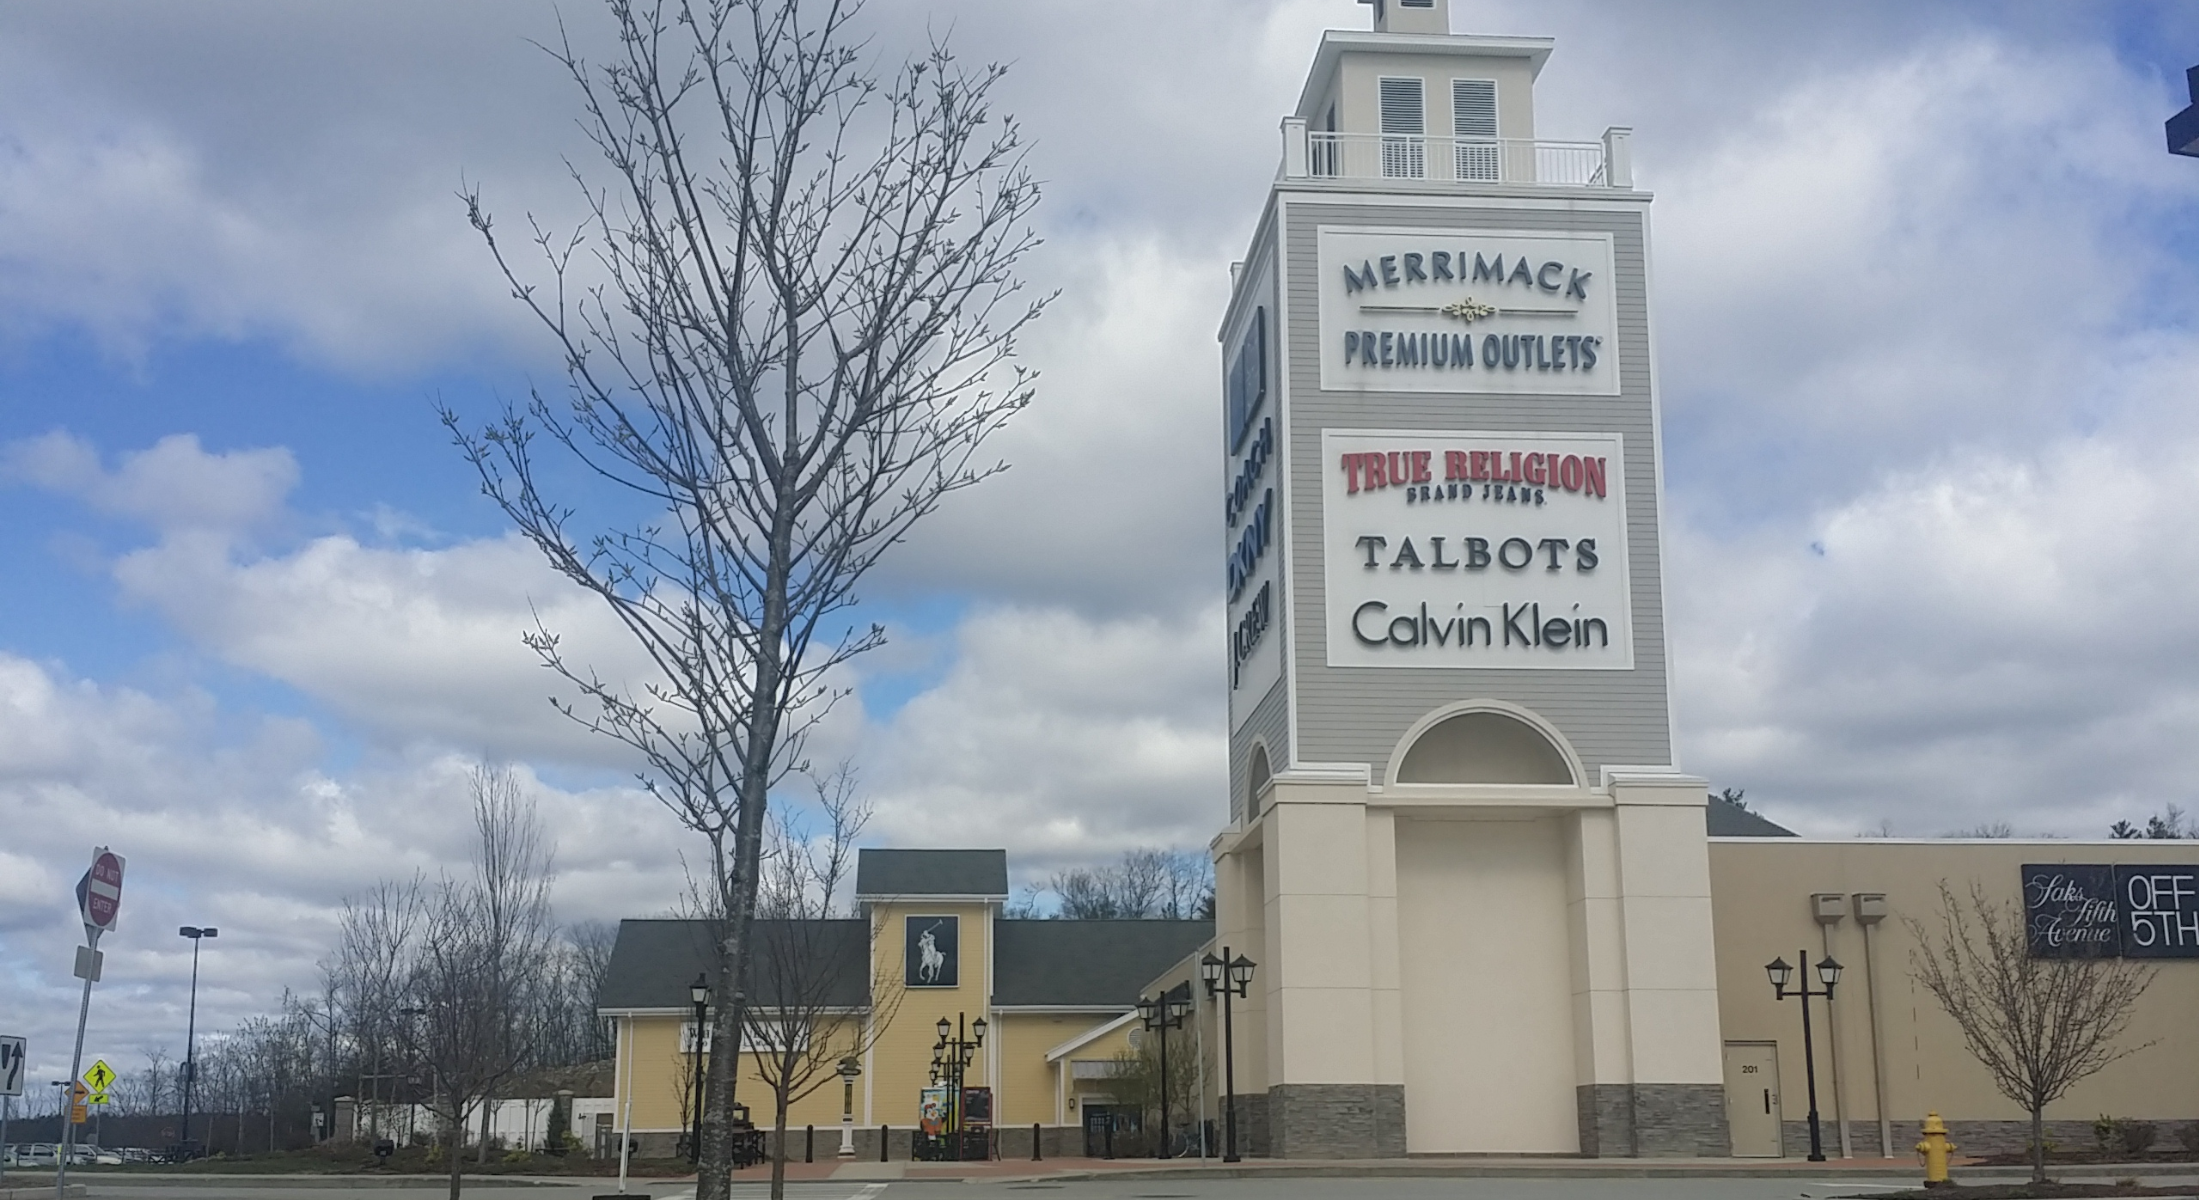 MERRIMACK
PREMIUM OUTLETS
TRUE RELIGION
BRAND JEANS
TALBOTS
Calvin Klein
COACH
DKNY
J.CREW
DO NOT
ENTER
Saks
Fifth
Avenue
OFF
5TH
201